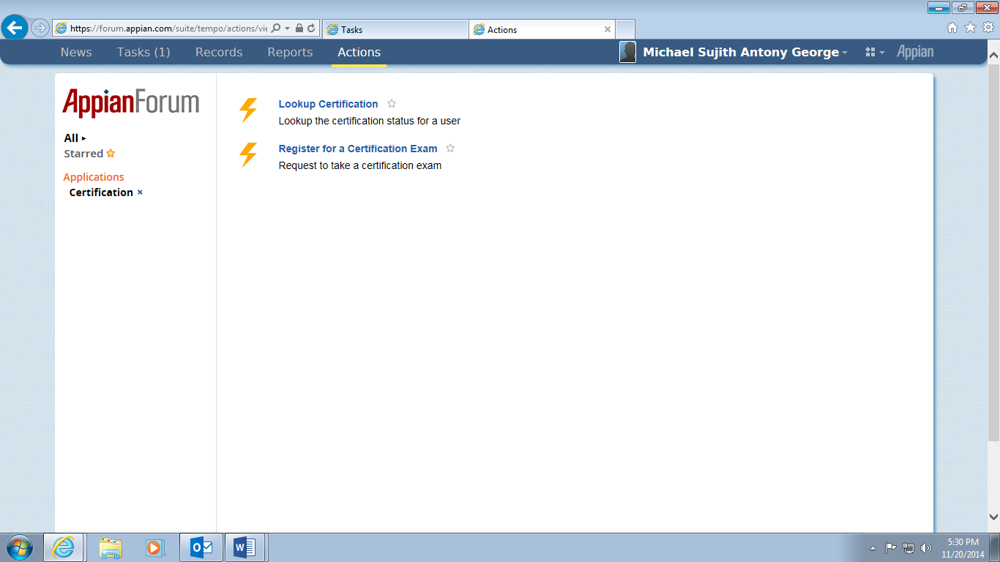 https://forum.appian.com/suite/tempo/actions/vie
Tasks
Actions
News
Tasks (1)
Records
Reports
Actions
Michael Sujith Antony George
Appian
AppianForum
All
Starred
Applications
Certification ×
Lookup Certification
Lookup the certification status for a user
Register for a Certification Exam
Request to take a certification exam
5:30 PM
11/20/2014